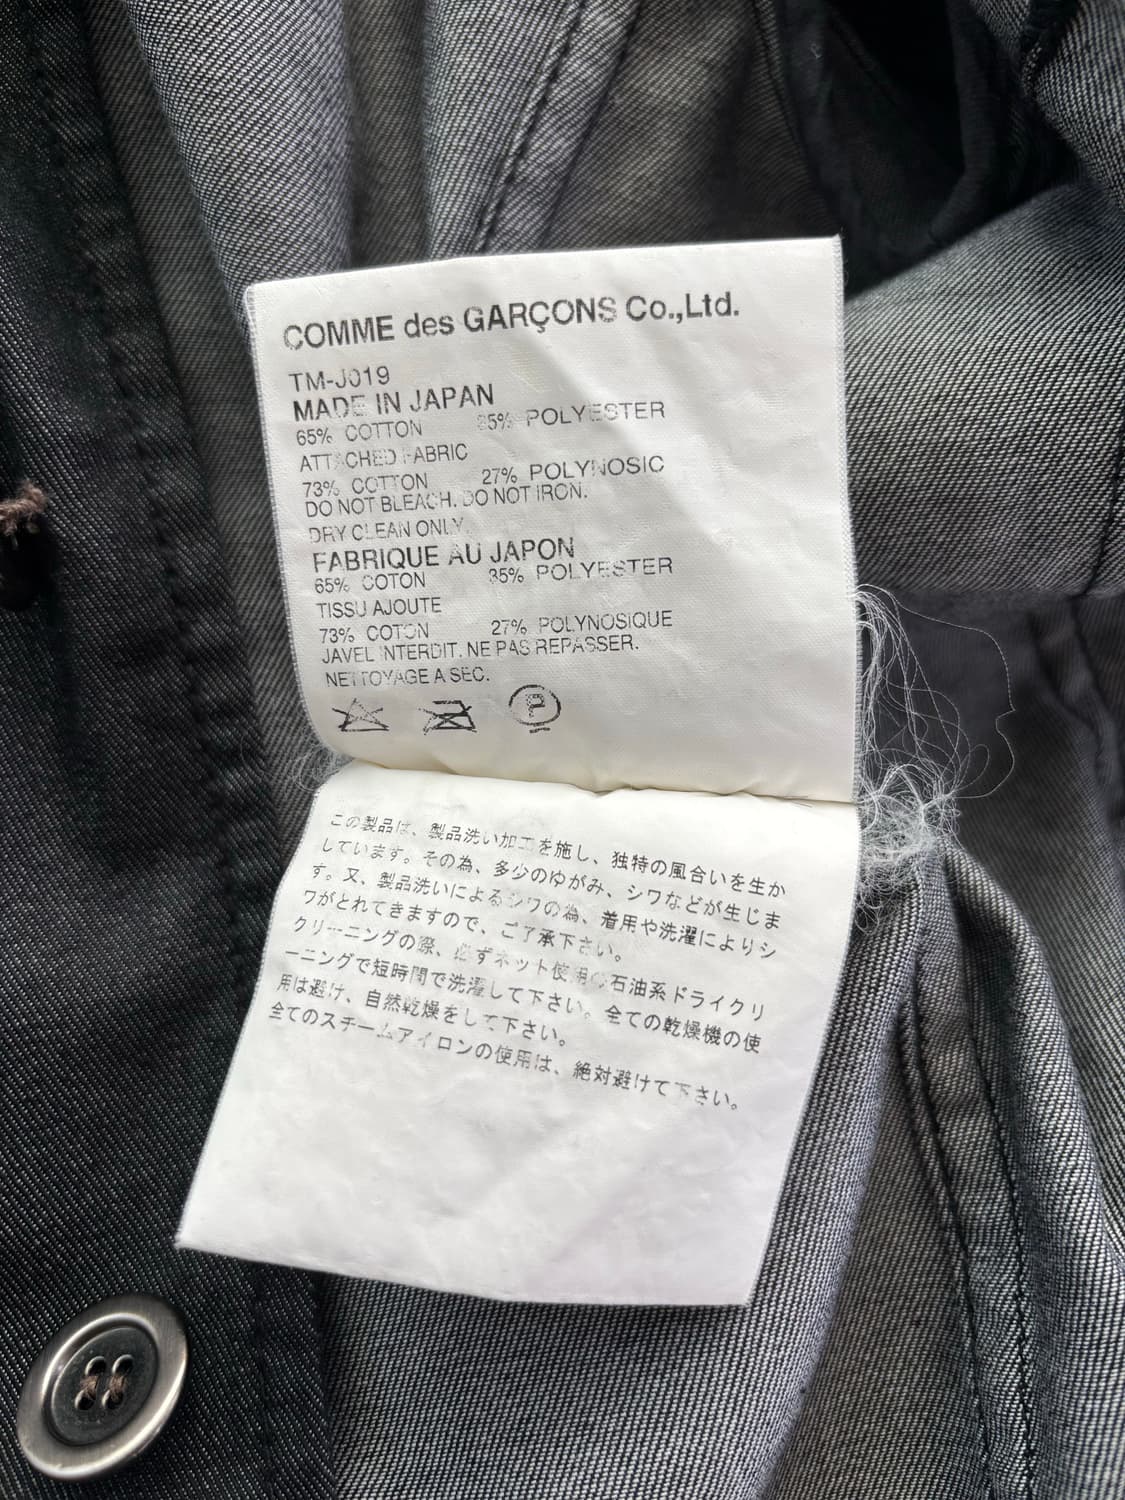 COMME des GARÇONS Co.,Ltd.
TM-J019
MADE IN JAPAN
65% COTTON 35% POLYESTER
ATTACHED FABRIC
73% COTTON 27% POLYNOSIC
DO NOT BLEACH. DO NOT IRON.
DRY CLEAN ONLY.
FABRIQUE AU JAPON
65% COTON 35% POLYESTER
TISSU AJOUTE
73% COTON 27% POLYNOSIQUE
JAVEL INTERDIT. NE PAS REPASSER.
NETTOYAGE A SEC.
P
この製品は、製品洗い加工を施し、独特の風合いを生か
しています。その為、多少のゆがみ、シワなどが生じま
す。又、製品洗いによるシワの為、着用や洗濯によりシ
ワがとれてきますので、ご了承下さい。
クリーニングの際、必ずネット使用の石油系ドライクリ
ーニングで短時間で洗濯して下さい。全ての乾燥機の使
用は避け、自然乾燥をして下さい。
全てのスチームアイロンの使用は、絶対避けて下さい。